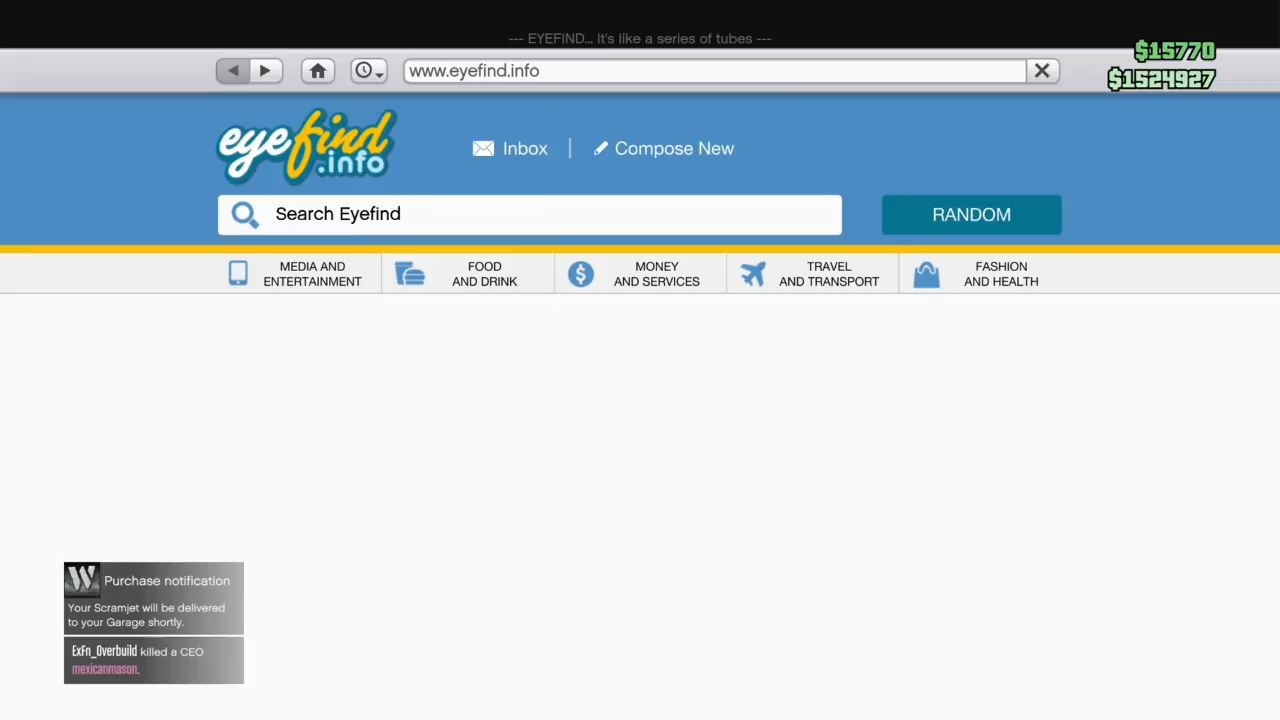 --- EYEFIND... It's like a series of tubes ---
$15770
www.eyefind.info
$1524927
eyefind
.info
Inbox | Compose New
Search Eyefind
RANDOM
MEDIA AND
ENTERTAINMENT
FOOD
AND DRINK
MONEY
AND SERVICES
TRAVEL
AND TRANSPORT
FASHION
AND HEALTH
W
Purchase notification
Your Scramjet will be delivered
to your Garage shortly.
ExFn_Overbuild killed a CEO
mexicanmason.